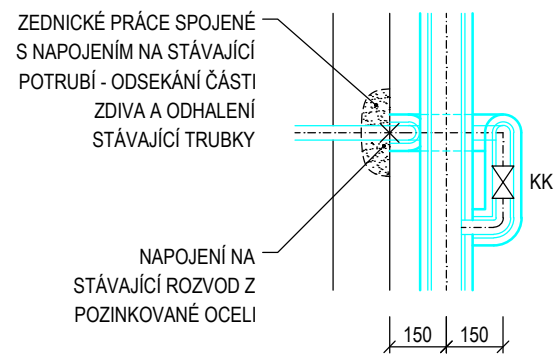 ZEDNICKÉ PRÁCE SPOJENÉ
S NAPOJENÍM NA STÁVAJÍCÍ
POTRUBÍ - ODSEKÁNÍ ČÁSTI
ZDIVA A ODHALENÍ
STÁVAJÍCÍ TRUBKY
KK
NAPOJENÍ NA
STÁVAJÍCÍ ROZVOD Z
POZINKOVANÉ OCELI
150 150